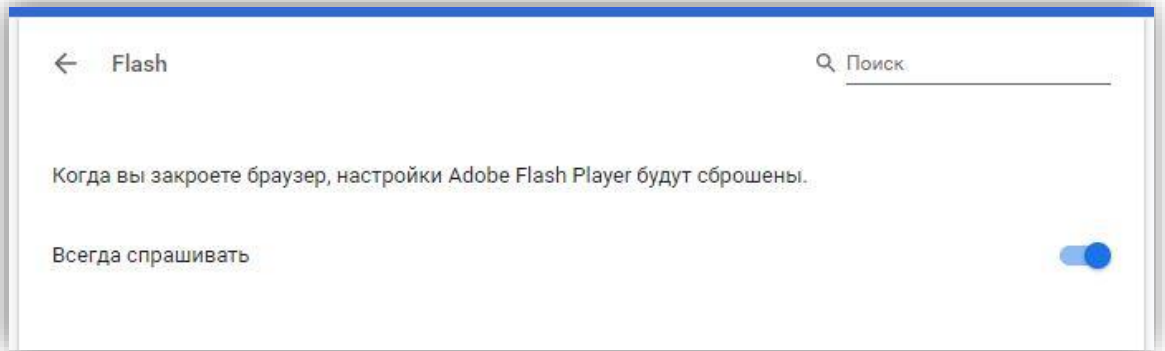 Flash
Поиск
Когда вы закроете браузер, настройки Adobe Flash Player будут сброшены.
Всегда спрашивать